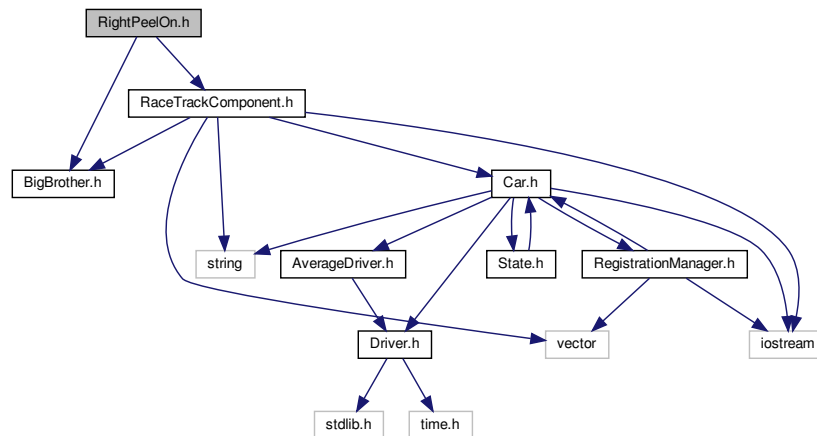 RightPeelOn.h
RaceTrackComponent.h
BigBrother.h
Car.h
string
AverageDriver.h
State.h
RegistrationManager.h
Driver.h
vector
iostream
stdlib.h
time.h